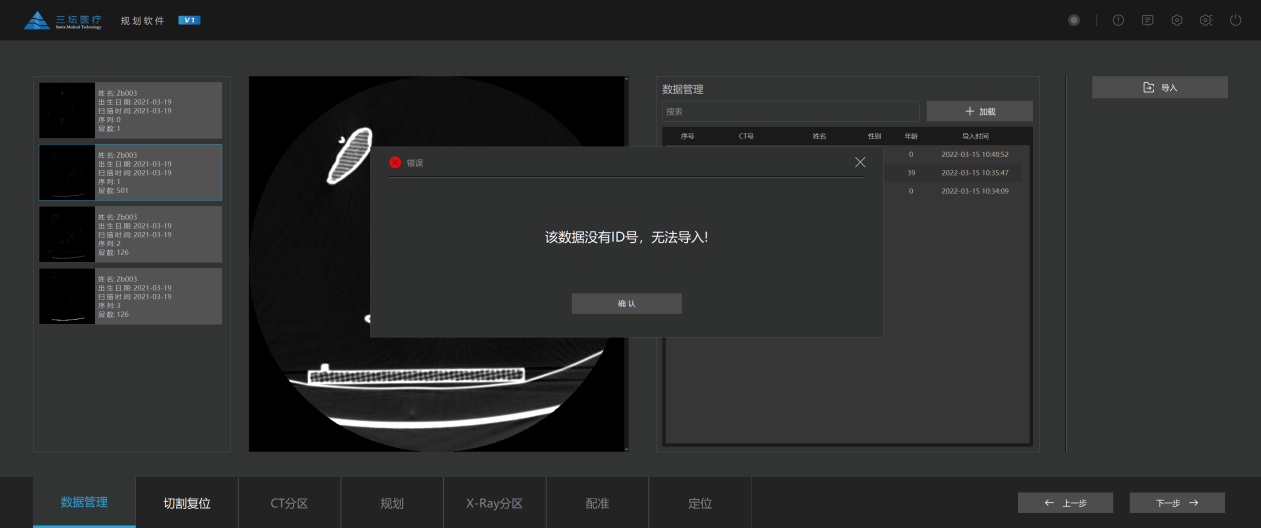 三坛医疗
Santan Medical Technology
规划软件
V1
姓名:Zb003
出生日期:2021-03-19
扫描时间:2021-03-19
序列:0
层数:1
姓名:Zb003
出生日期:2021-03-19
扫描时间:2021-03-19
序列:1
层数:501
姓名:Zb003
出生日期:2021-03-19
扫描时间:2021-03-19
序列:2
层数:126
姓名:Zb003
出生日期:2021-03-19
扫描时间:2021-03-19
序列:3
层数:126
错误
该数据没有ID号，无法导入!
确认
数据管理
搜索
加载
序号 CT号 姓名 性别 年龄 导入时间
0 2022-03-15 10:48:52
39 2022-03-15 10:35:47
0 2022-03-15 10:34:09
导入
数据管理 切割复位 CT分区 规划 X-Ray分区 配准 定位
← 上一步
下一步 →